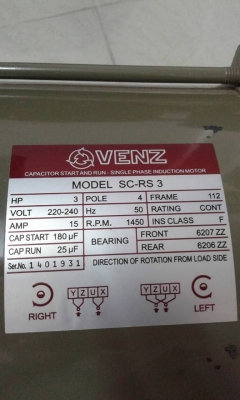 VENZ
CAPACITOR START AND RUN - SINGLE PHASE INDUCTION MOTOR
MODEL SC-RS 3
HP 3 POLE 4 FRAME 112
VOLT 220-240 Hz 50 RATING CONT
AMP 15 R.P.M. 1450 INS CLASS F
CAP START 180 µF BEARING FRONT 6207 ZZ
CAP RUN 25 µF REAR 6206 ZZ
Ser.No. 1401931 DIRECTION OF ROTATION FROM LOAD SIDE
YZUX YZUX
RIGHT LEFT